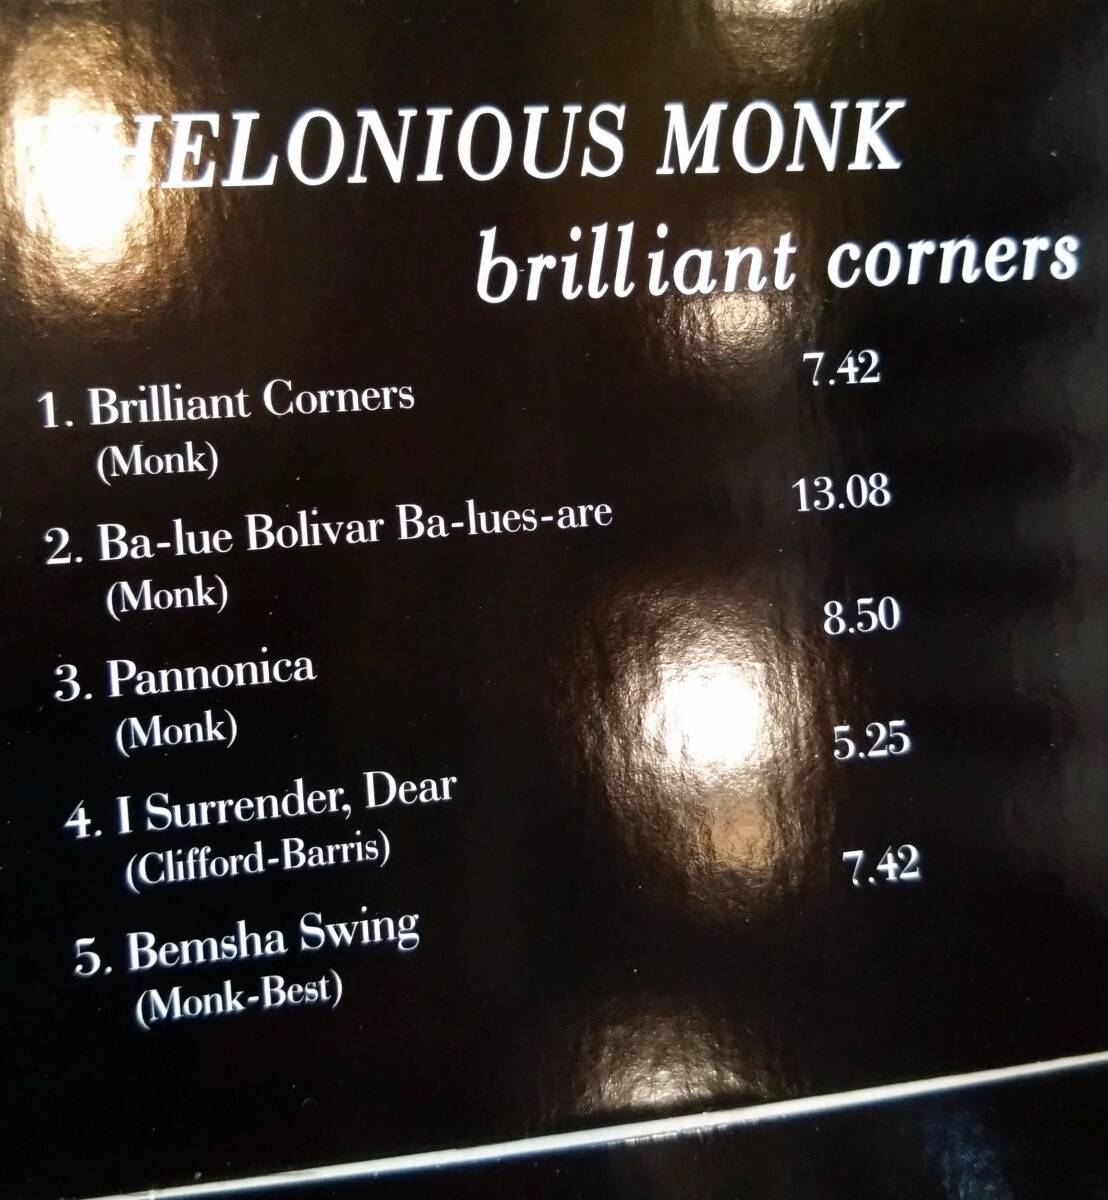 THELONIOUS MONK
brilliant corners
1. Brilliant Corners 7.42
(Monk)
2. Ba-lue Bolivar Ba-lues-are 13.08
(Monk)
3. Pannonica 8.50
(Monk)
4. I Surrender, Dear 5.25
(Clifford-Barris)
5. Bemsha Swing 7.42
(Monk-Best)